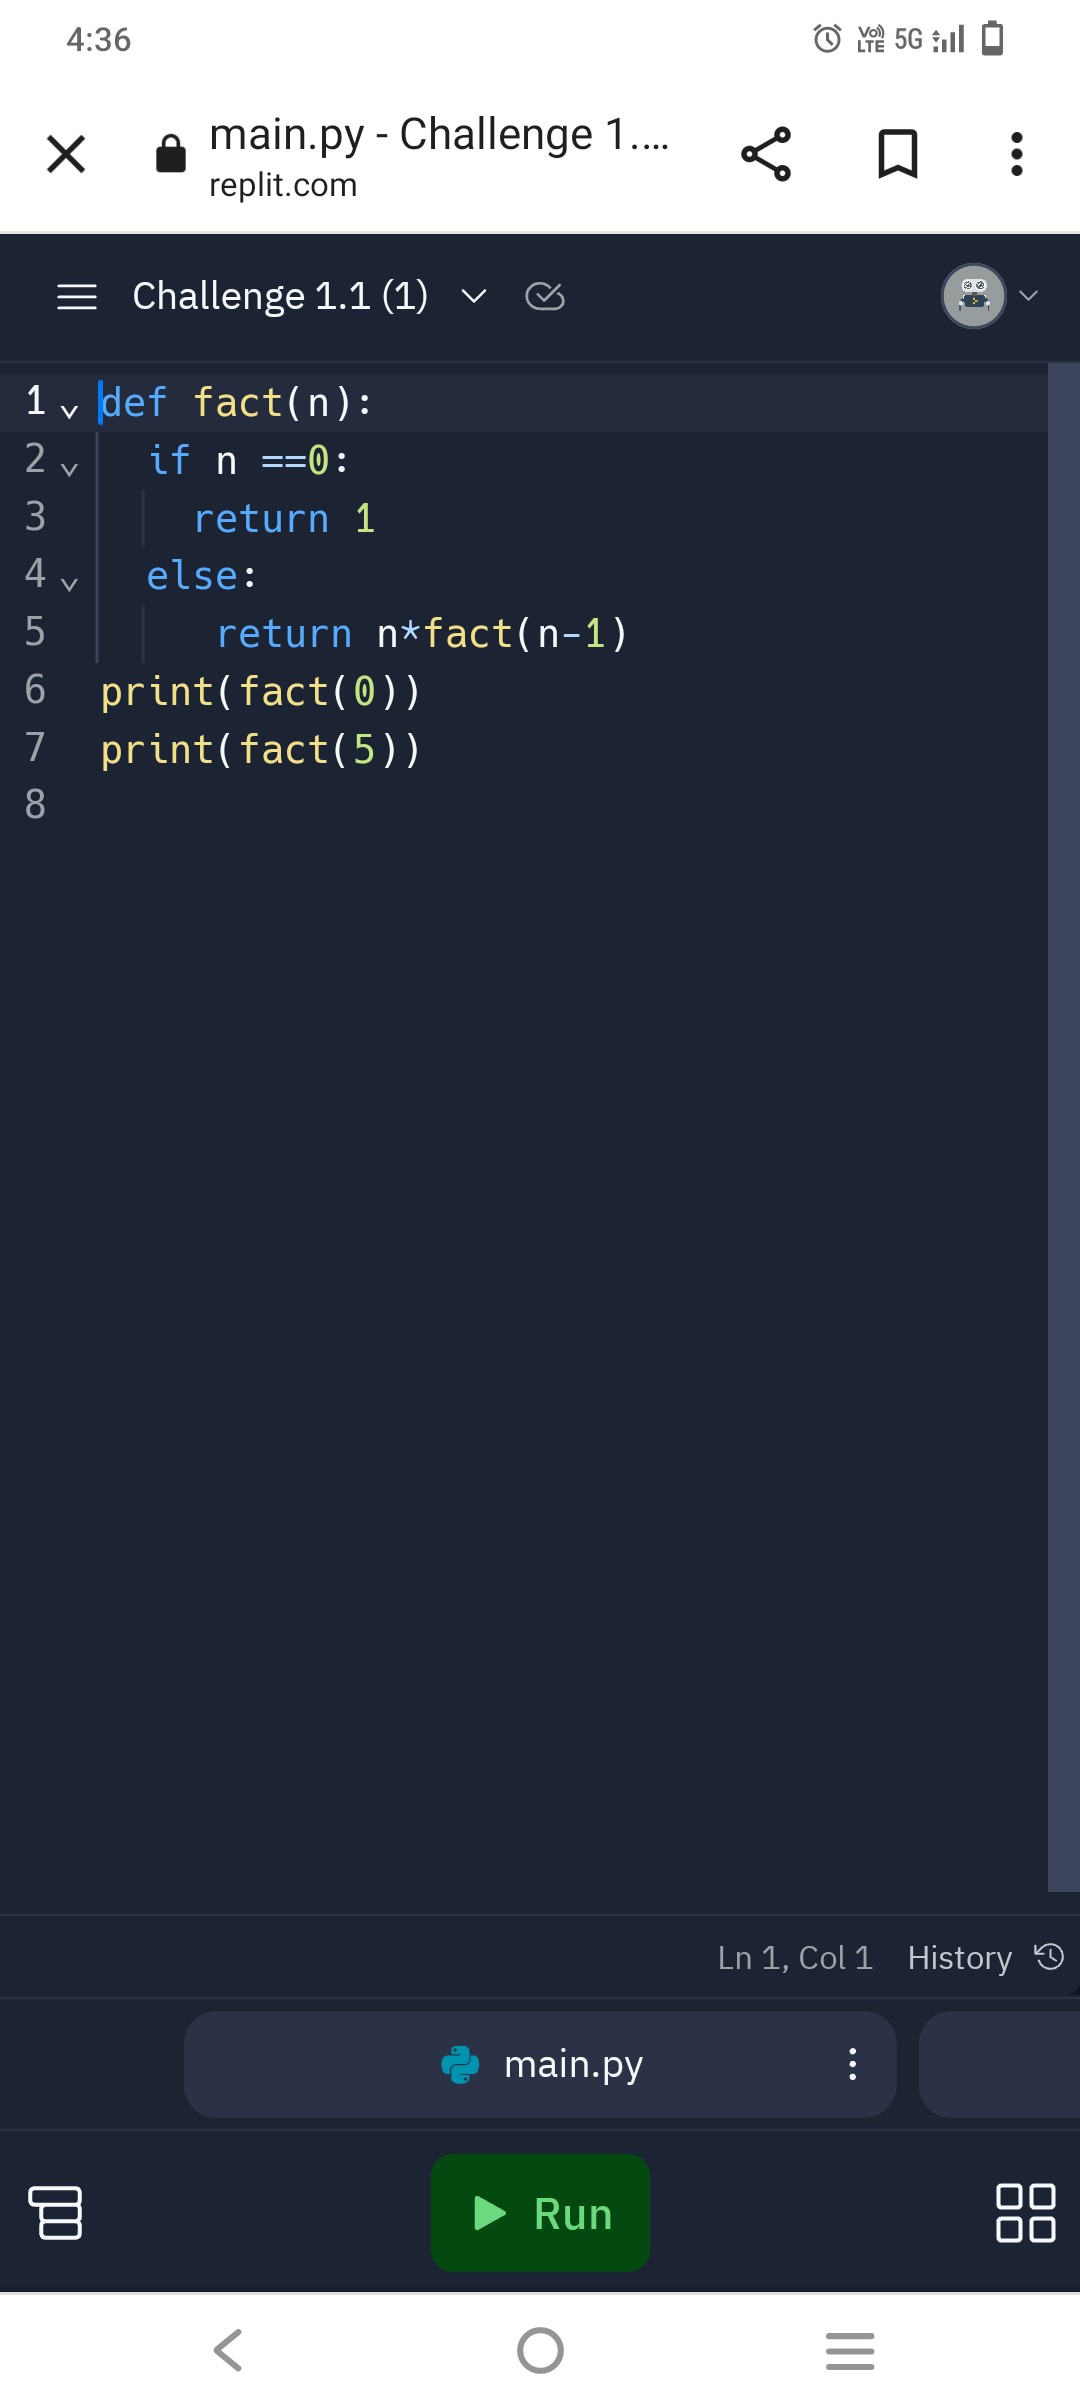 4:36
Vo)) LTE 5G
main.py - Challenge 1....
replit.com
Challenge 1.1 (1)
1 def fact(n):
2   if n ==0:
3     return 1
4   else:
5      return n*fact(n-1)
6 print(fact(0))
7 print(fact(5))
8
Ln 1, Col 1 History
main.py
Run